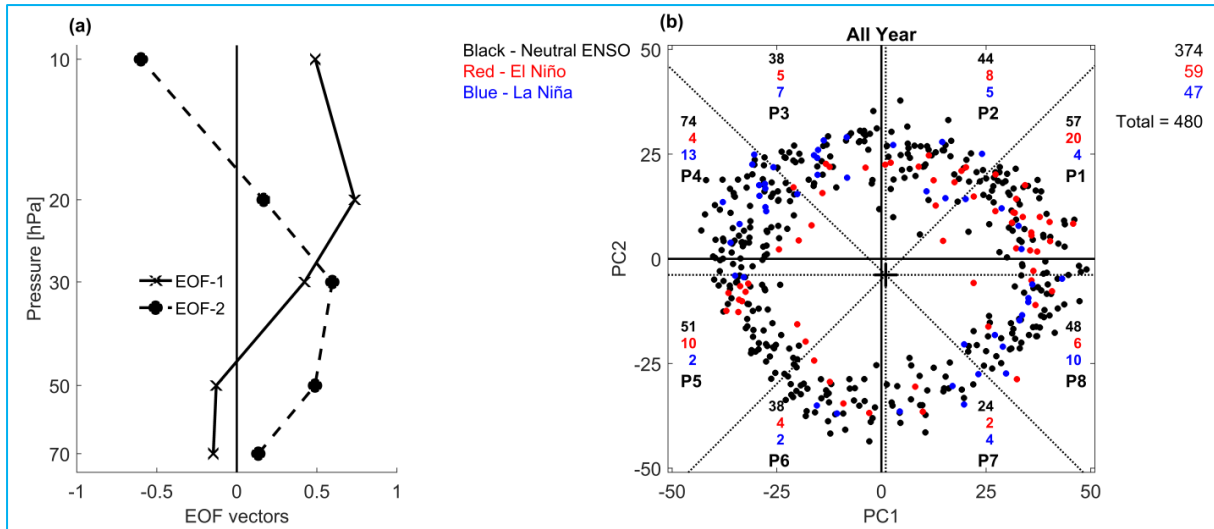 (a)
10
20
30
50
70
Pressure [hPa]
EOF-1
EOF-2
-1
-0.5
0
0.5
1
EOF vectors
Black - Neutral ENSO
Red - El Niño
Blue - La Niña
(b)
All Year
374
59
47
Total = 480
50
25
0
-25
-50
PC2
38
5
7
P3
44
8
5
P2
74
4
13
P4
57
20
4
P1
51
10
2
P5
48
6
10
P8
38
4
2
P6
24
2
4
P7
-50
-25
0
25
50
PC1